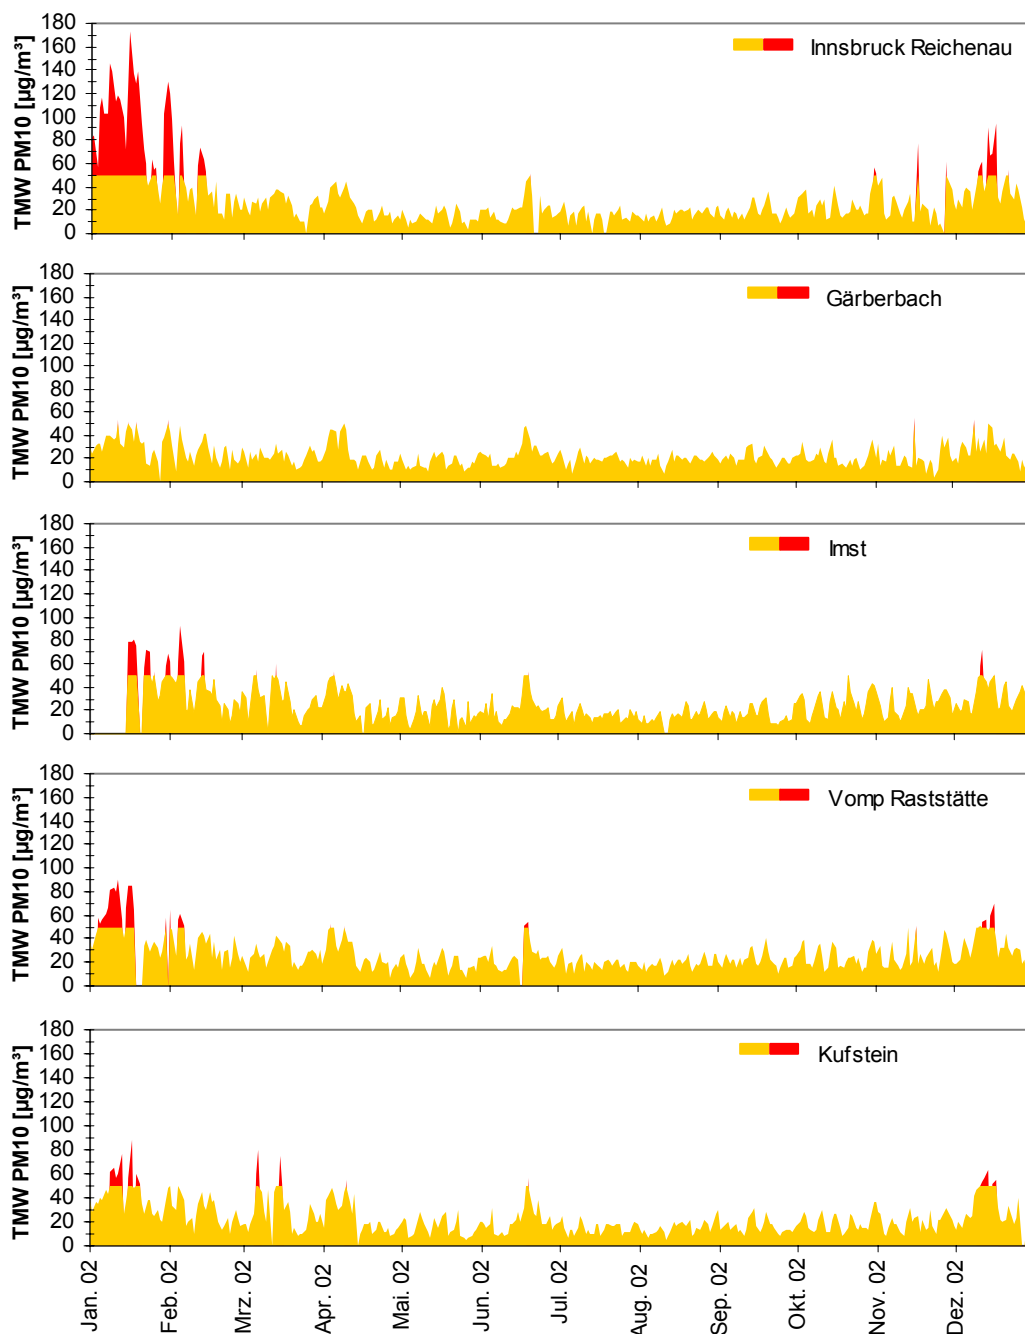 TMW PM10 [µg/m³]
180
160
140
120
100
80
60
40
20
0
Innsbruck Reichenau
TMW PM10 [µg/m³]
180
160
140
120
100
80
60
40
20
0
Gärberbach
TMW PM10 [µg/m³]
180
160
140
120
100
80
60
40
20
0
Imst
TMW PM10 [µg/m³]
180
160
140
120
100
80
60
40
20
0
Vomp Raststätte
TMW PM10 [µg/m³]
180
160
140
120
100
80
60
40
20
0
Kufstein
Jan. 02
Feb. 02
Mrz. 02
Apr. 02
Mai. 02
Jun. 02
Jul. 02
Aug. 02
Sep. 02
Okt. 02
Nov. 02
Dez. 02